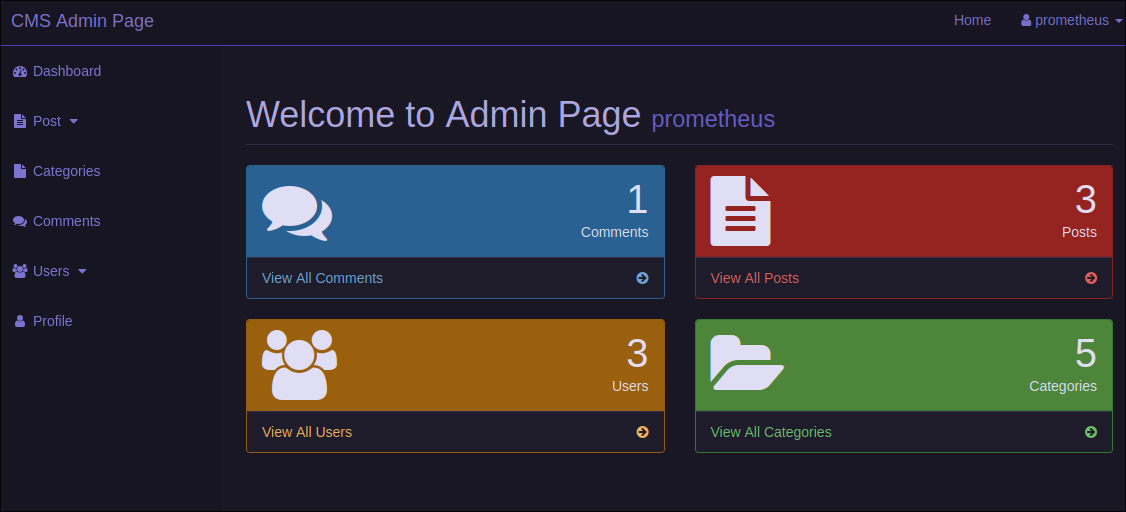 CMS Admin Page
Home
prometheus
Dashboard
Post
Categories
Comments
Users
Profile
Welcome to Admin Page prometheus
1
Comments
View All Comments
3
Posts
View All Posts
3
Users
View All Users
5
Categories
View All Categories